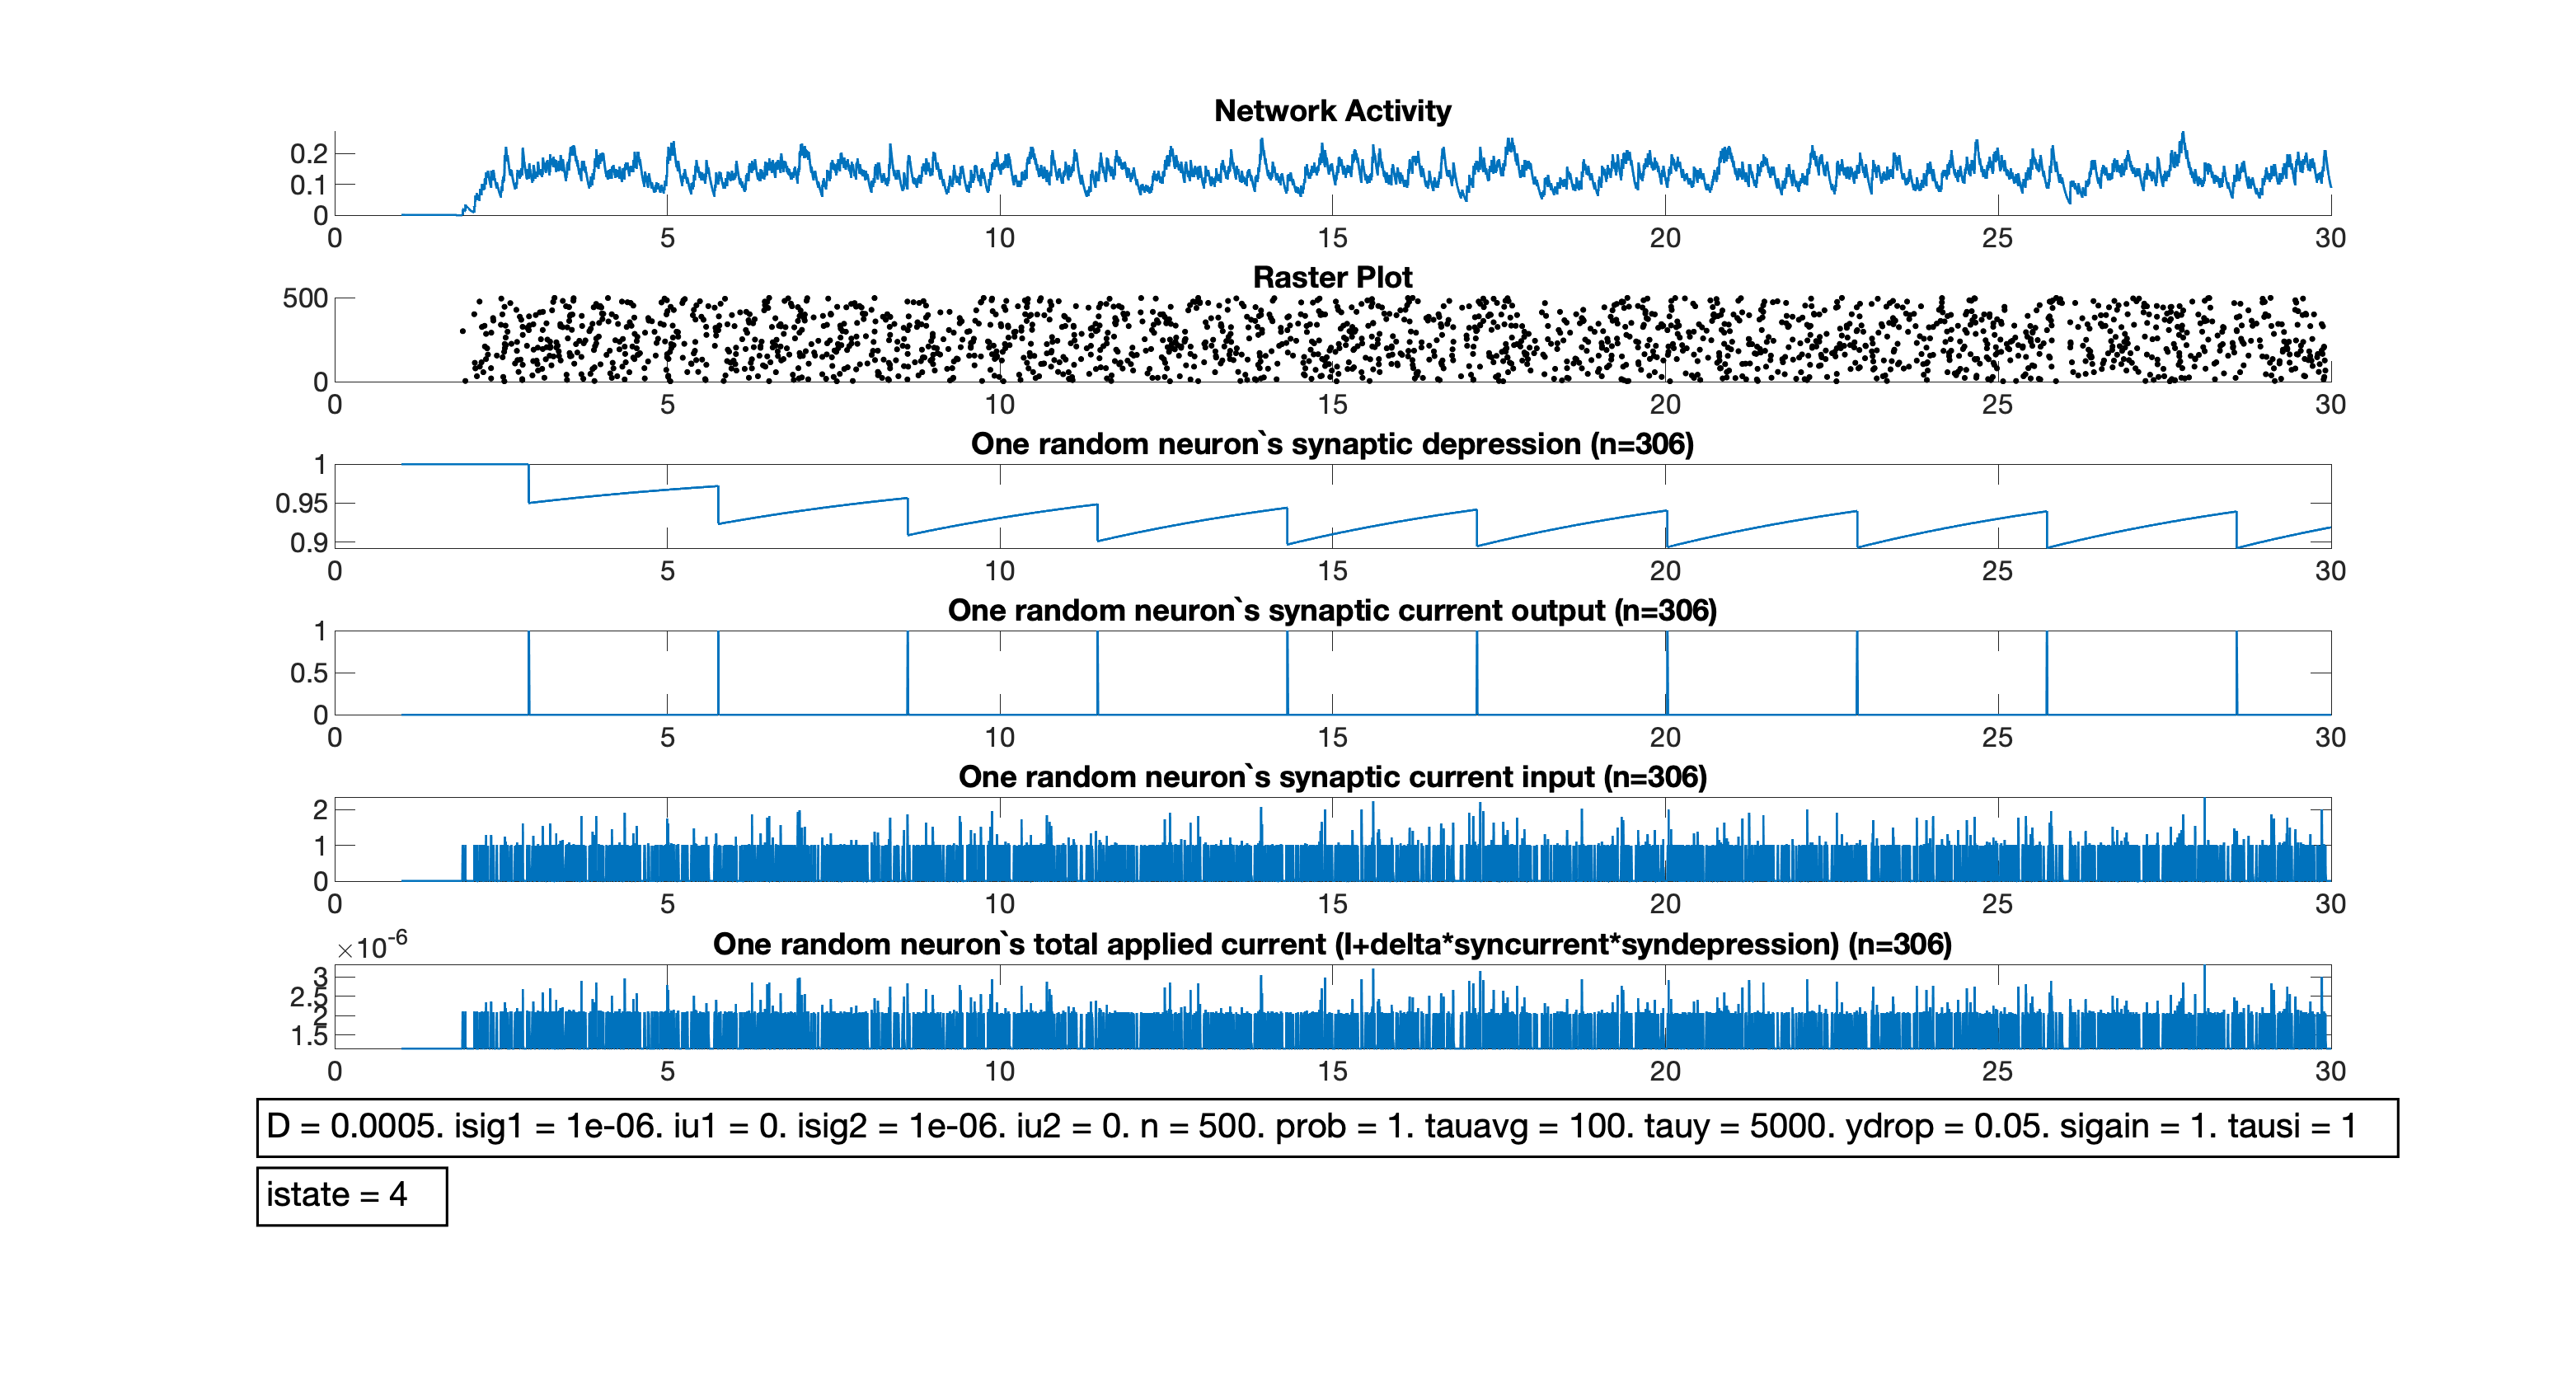 Network Activity
0.2
0.1
0
0 5 10 15 20 25 30
Raster Plot
500
0
0 5 10 15 20 25 30
One random neuron`s synaptic depression (n=306)
1
0.95
0.9
0 5 10 15 20 25 30
One random neuron`s synaptic current output (n=306)
1
0.5
0
0 5 10 15 20 25 30
One random neuron`s synaptic current input (n=306)
2
1
0
0 5 10 15 20 25 30
×10-6 One random neuron`s total applied current (I+delta*syncurrent*syndepression) (n=306)
3
2.5
2
1.5
0 5 10 15 20 25 30
D = 0.0005. isig1 = 1e-06. iu1 = 0. isig2 = 1e-06. iu2 = 0. n = 500. prob = 1. tauavg = 100. tauy = 5000. ydrop = 0.05. sigain = 1. tausi = 1
istate = 4